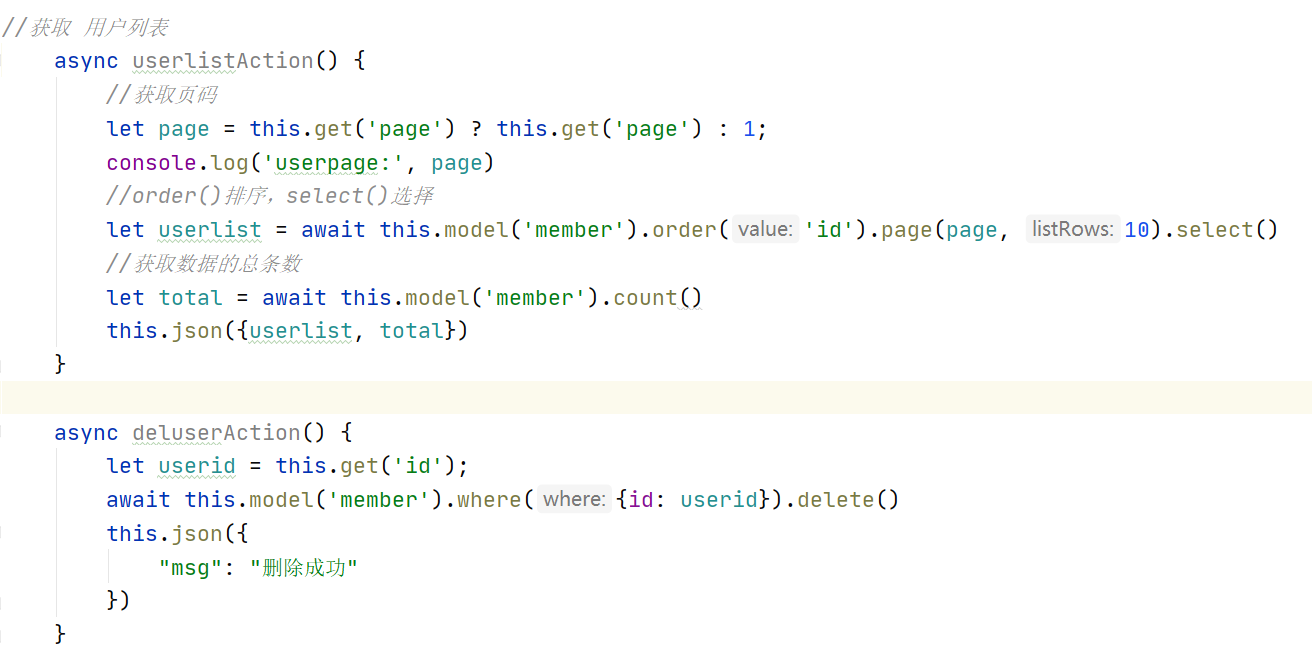 //获取 用户列表
async userlistAction() {
//获取页码
let page = this.get('page') ? this.get('page') : 1;
console.log('userpage:', page)
//order()排序，select()选择
let userlist = await this.model('member').order( value: 'id').page(page, listRows: 10).select()
//获取数据的总条数
let total = await this.model('member').count()
this.json({userlist, total})
}
async deluserAction() {
let userid = this.get('id');
await this.model('member').where( where: {id: userid}).delete()
this.json({
"msg": "删除成功"
})
}